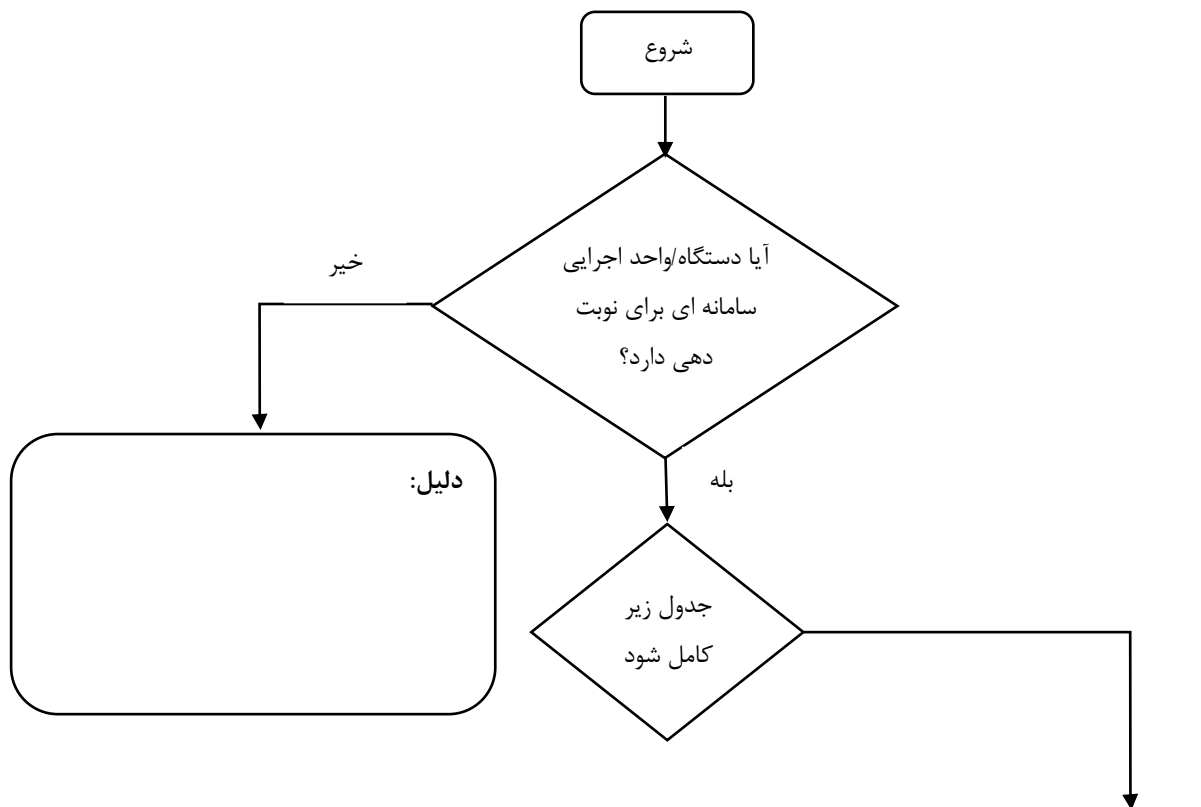 شروع
آیا دستگاه/واحد اجرایی
سامانه ای برای نوبت
دهی دارد؟
خیر
دلیل:
بله
جدول زیر
کامل شود